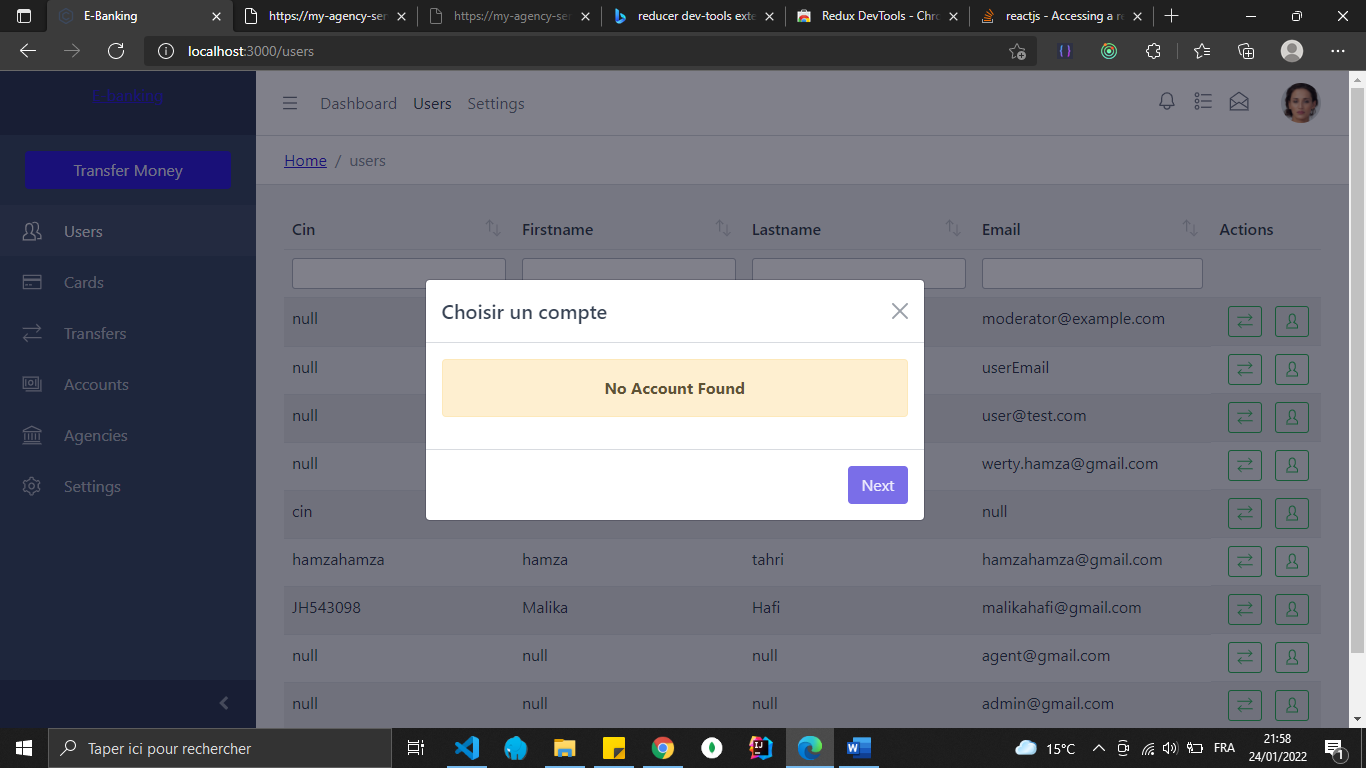 E-Banking
https://my-agency-ser
https://my-agency-se
reducer dev-tools exte
Redux DevTools - Chro
reactjs - Accessing a re
localhost:3000/users
E-banking
Dashboard Users Settings
Transfer Money
Home / users
Users
Cards
Transfers
Accounts
Agencies
Settings
Cin Firstname Lastname Email Actions
Choisir un compte
No Account Found
Next
null moderator@example.com
null userEmail
null user@test.com
null werty.hamza@gmail.com
cin null
hamzahamza hamza tahri hamzahamza@gmail.com
JH543098 Malika Hafi malikahafi@gmail.com
null null null agent@gmail.com
null null null admin@gmail.com
Taper ici pour rechercher
15°C
FRA
21:58
24/01/2022
1